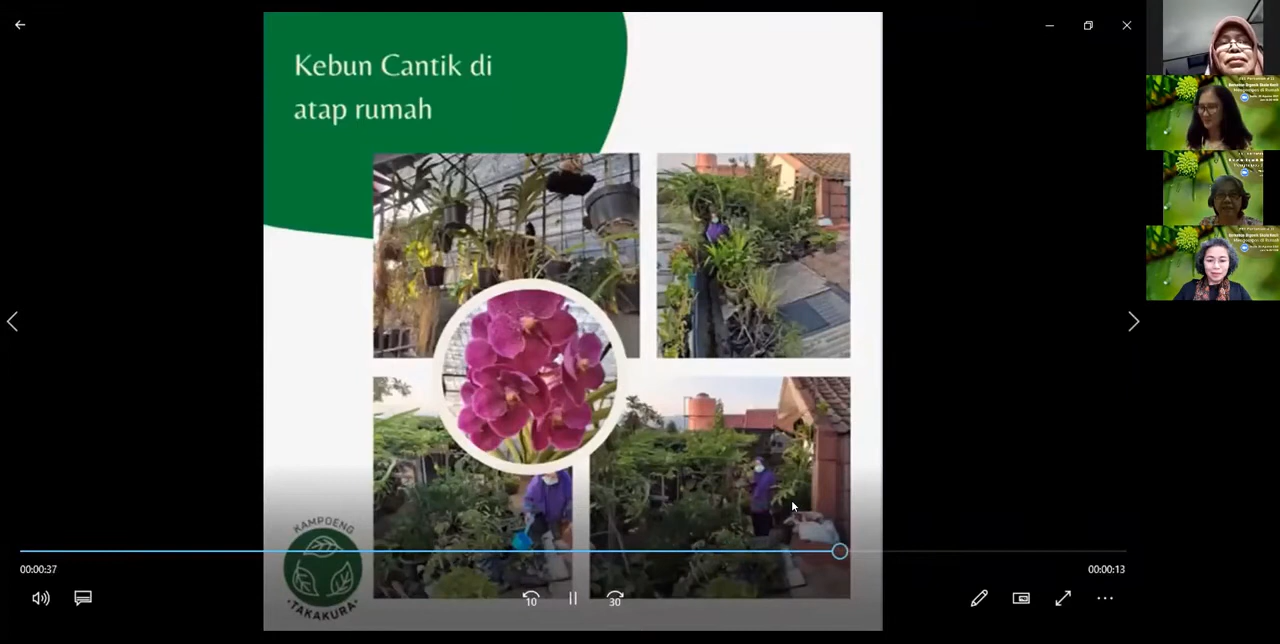 Kebun Cantik di
atap rumah
KAMPOENG
TAKAKURA
00:00:37
00:00:13
10
30